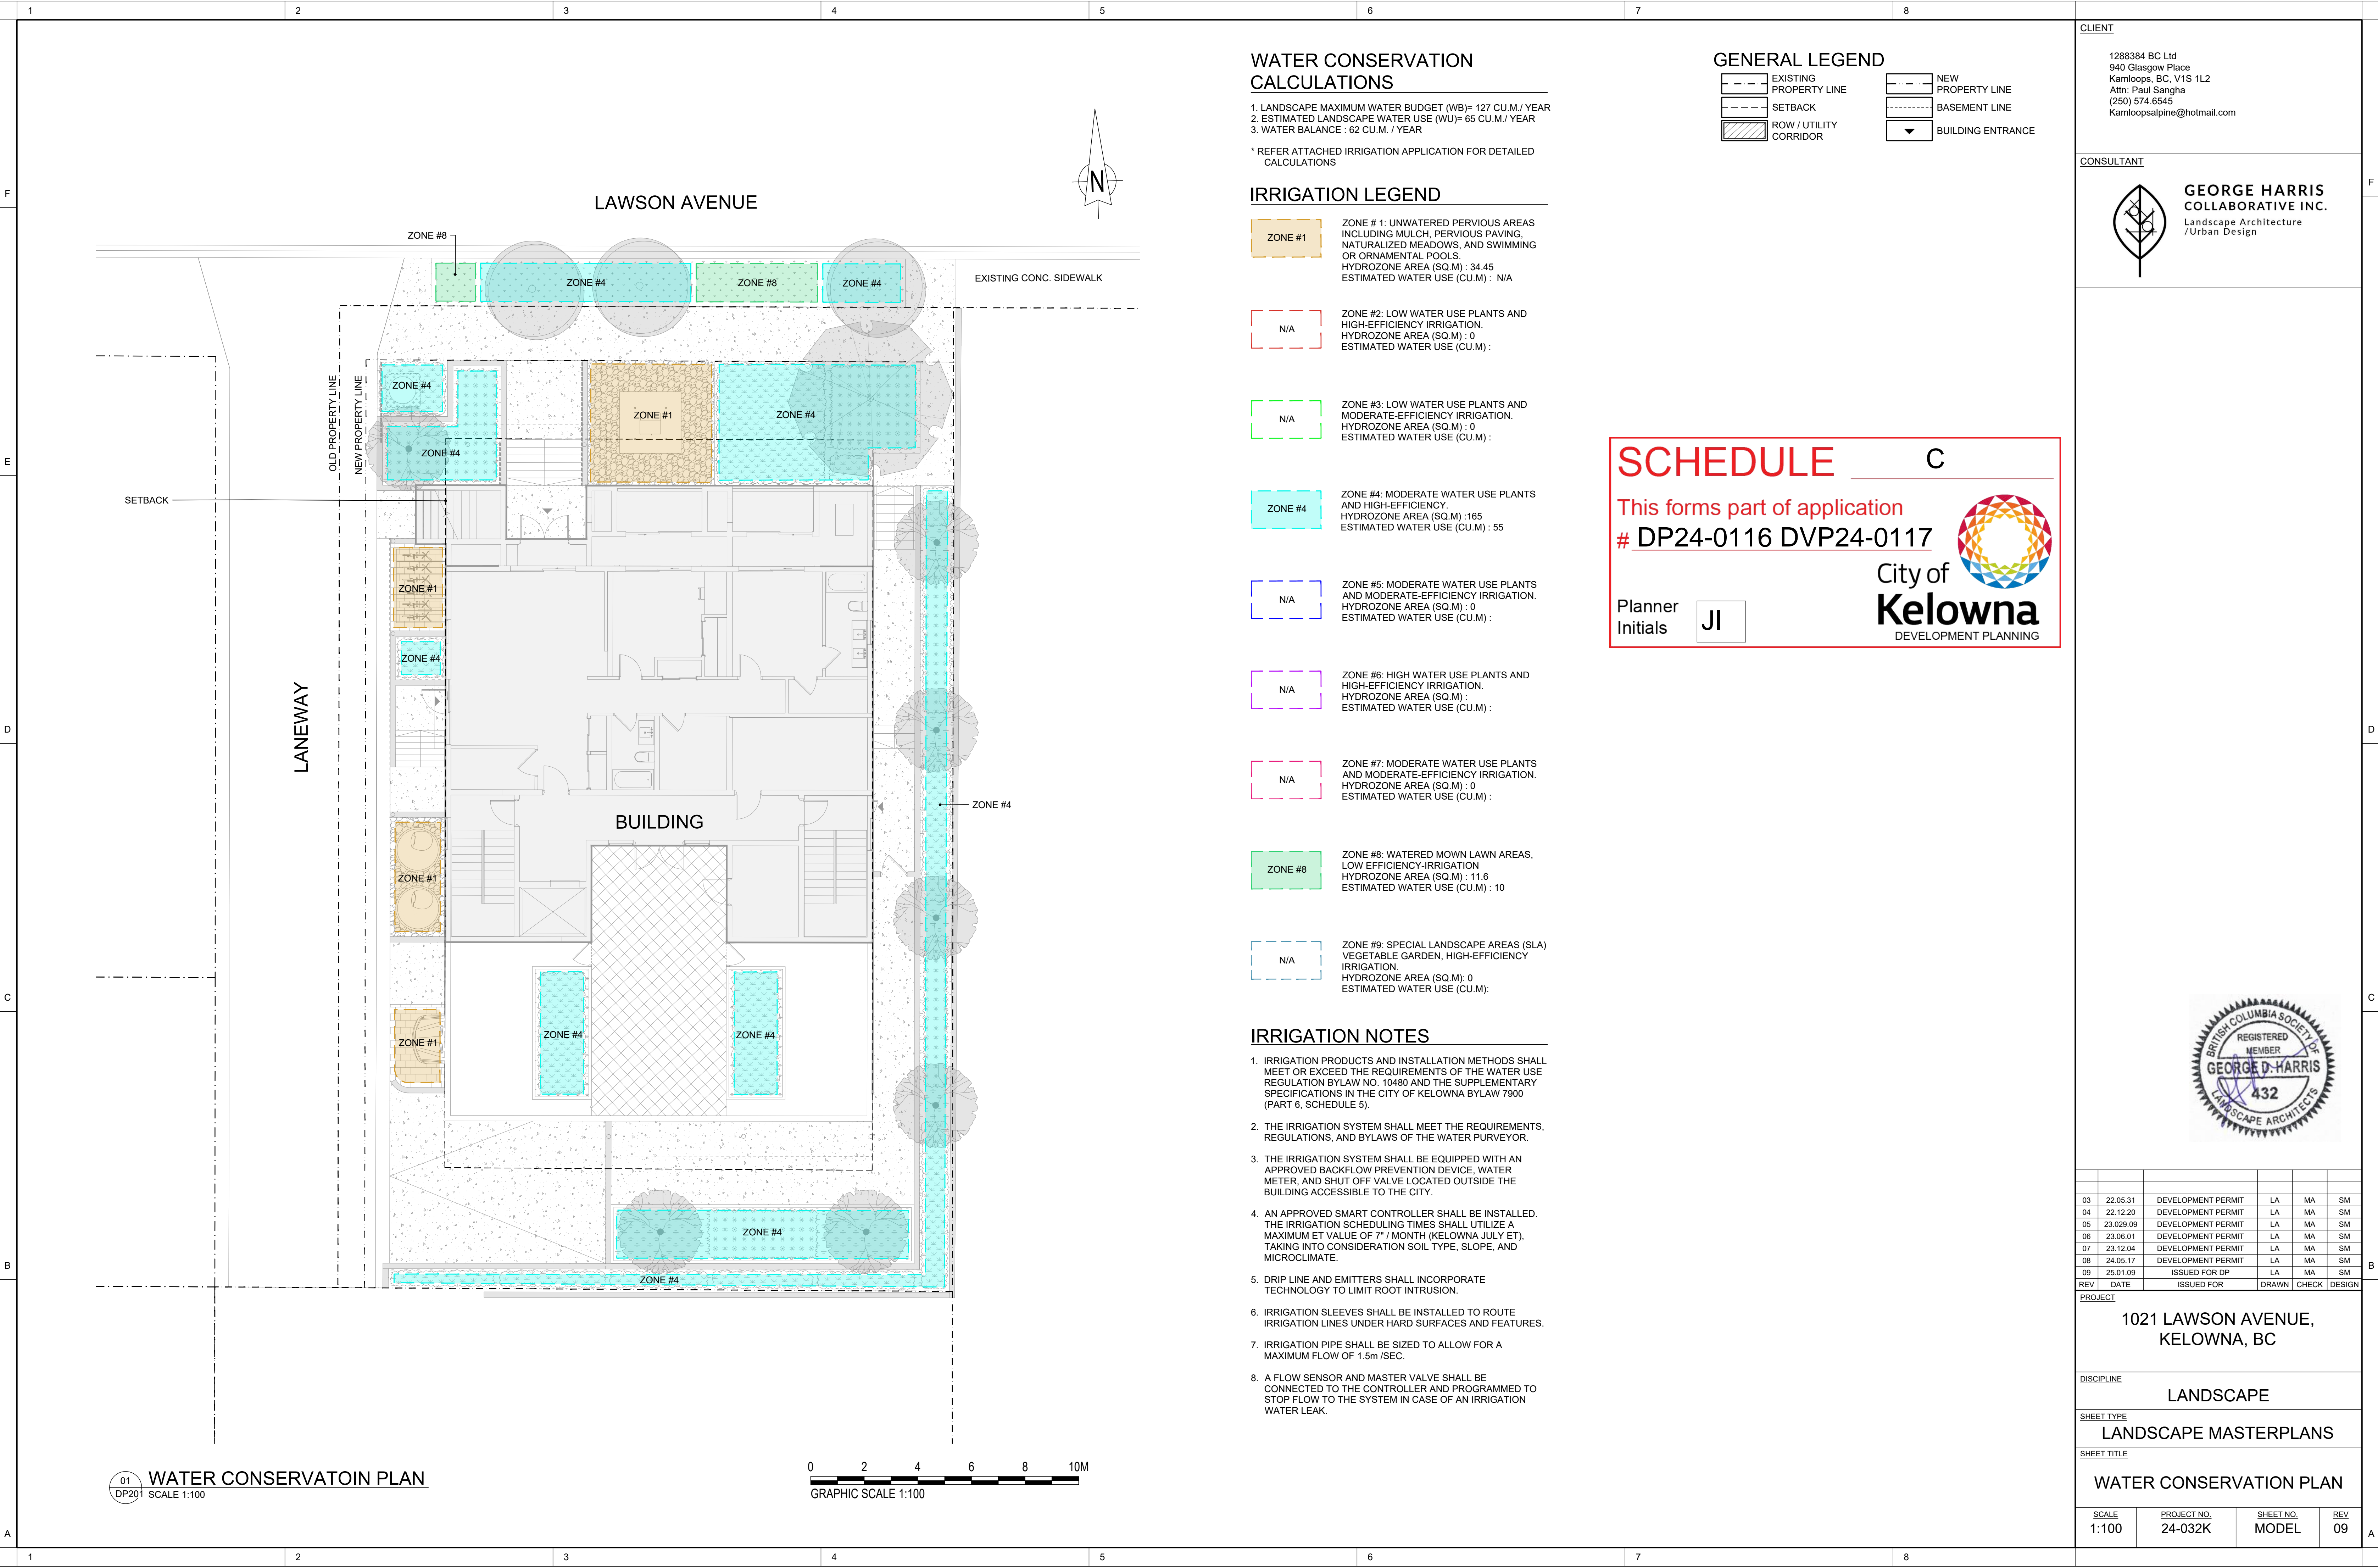 1 2 3 4 5 6 7 8
F
E
D
C
B
A
LAWSON AVENUE
N
ZONE #8
ZONE #4
ZONE #8
ZONE #4
EXISTING CONC. SIDEWALK
OLD PROPERTY LINE
NEW PROPERTY LINE
ZONE #4
ZONE #4
ZONE #1
ZONE #4
SETBACK
ZONE #1
ZONE #4
LANEWAY
ZONE #4
BUILDING
ZONE #1
ZONE #4
ZONE #4
ZONE #1
ZONE #4
ZONE #4
01
DP201
WATER CONSERVATOIN PLAN
SCALE 1:100
0 2 4 6 8 10M
GRAPHIC SCALE 1:100
WATER CONSERVATION
CALCULATIONS
1. LANDSCAPE MAXIMUM WATER BUDGET (WB)= 127 CU.M./ YEAR
2. ESTIMATED LANDSCAPE WATER USE (WU)= 65 CU.M./ YEAR
3. WATER BALANCE : 62 CU.M. / YEAR
* REFER ATTACHED IRRIGATION APPLICATION FOR DETAILED
CALCULATIONS
IRRIGATION LEGEND
ZONE #1
ZONE # 1: UNWATERED PERVIOUS AREAS
INCLUDING MULCH, PERVIOUS PAVING,
NATURALIZED MEADOWS, AND SWIMMING
OR ORNAMENTAL POOLS.
HYDROZONE AREA (SQ.M) : 34.45
ESTIMATED WATER USE (CU.M) : N/A
N/A
ZONE #2: LOW WATER USE PLANTS AND
HIGH-EFFICIENCY IRRIGATION.
HYDROZONE AREA (SQ.M) : 0
ESTIMATED WATER USE (CU.M) :
N/A
ZONE #3: LOW WATER USE PLANTS AND
MODERATE-EFFICIENCY IRRIGATION.
HYDROZONE AREA (SQ.M) : 0
ESTIMATED WATER USE (CU.M) :
ZONE #4
ZONE #4: MODERATE WATER USE PLANTS
AND HIGH-EFFICIENCY.
HYDROZONE AREA (SQ.M) :165
ESTIMATED WATER USE (CU.M) : 55
N/A
ZONE #5: MODERATE WATER USE PLANTS
AND MODERATE-EFFICIENCY IRRIGATION.
HYDROZONE AREA (SQ.M) : 0
ESTIMATED WATER USE (CU.M) :
N/A
ZONE #6: HIGH WATER USE PLANTS AND
HIGH-EFFICIENCY IRRIGATION.
HYDROZONE AREA (SQ.M) :
ESTIMATED WATER USE (CU.M) :
N/A
ZONE #7: MODERATE WATER USE PLANTS
AND MODERATE-EFFICIENCY IRRIGATION.
HYDROZONE AREA (SQ.M) : 0
ESTIMATED WATER USE (CU.M) :
ZONE #8
ZONE #8: WATERED MOWN LAWN AREAS,
LOW EFFICIENCY-IRRIGATION
HYDROZONE AREA (SQ.M) : 11.6
ESTIMATED WATER USE (CU.M) : 10
N/A
ZONE #9: SPECIAL LANDSCAPE AREAS (SLA)
VEGETABLE GARDEN, HIGH-EFFICIENCY
IRRIGATION.
HYDROZONE AREA (SQ.M): 0
ESTIMATED WATER USE (CU.M):
IRRIGATION NOTES
1. IRRIGATION PRODUCTS AND INSTALLATION METHODS SHALL
MEET OR EXCEED THE REQUIREMENTS OF THE WATER USE
REGULATION BYLAW NO. 10480 AND THE SUPPLEMENTARY
SPECIFICATIONS IN THE CITY OF KELOWNA BYLAW 7900
(PART 6, SCHEDULE 5).
2. THE IRRIGATION SYSTEM SHALL MEET THE REQUIREMENTS,
REGULATIONS, AND BYLAWS OF THE WATER PURVEYOR.
3. THE IRRIGATION SYSTEM SHALL BE EQUIPPED WITH AN
APPROVED BACKFLOW PREVENTION DEVICE, WATER
METER, AND SHUT OFF VALVE LOCATED OUTSIDE THE
BUILDING ACCESSIBLE TO THE CITY.
4. AN APPROVED SMART CONTROLLER SHALL BE INSTALLED.
THE IRRIGATION SCHEDULING TIMES SHALL UTILIZE A
MAXIMUM ET VALUE OF 7" / MONTH (KELOWNA JULY ET),
TAKING INTO CONSIDERATION SOIL TYPE, SLOPE, AND
MICROCLIMATE.
5. DRIP LINE AND EMITTERS SHALL INCORPORATE
TECHNOLOGY TO LIMIT ROOT INTRUSION.
6. IRRIGATION SLEEVES SHALL BE INSTALLED TO ROUTE
IRRIGATION LINES UNDER HARD SURFACES AND FEATURES.
7. IRRIGATION PIPE SHALL BE SIZED TO ALLOW FOR A
MAXIMUM FLOW OF 1.5m /SEC.
8. A FLOW SENSOR AND MASTER VALVE SHALL BE
CONNECTED TO THE CONTROLLER AND PROGRAMMED TO
STOP FLOW TO THE SYSTEM IN CASE OF AN IRRIGATION
WATER LEAK.
GENERAL LEGEND
EXISTING
PROPERTY LINE
NEW
PROPERTY LINE
SETBACK
BASEMENT LINE
ROW / UTILITY
CORRIDOR
BUILDING ENTRANCE
SCHEDULE C
This forms part of application
# DP24-0116 DVP24-0117
City of
Kelowna
DEVELOPMENT PLANNING
Planner
Initials
JI
CLIENT
1288384 BC Ltd
940 Glasgow Place
Kamloops, BC, V1S 1L2
Attn: Paul Sangha
(250) 574.6545
Kamloopsalpine@hotmail.com
CONSULTANT
GEORGE HARRIS
COLLABORATIVE INC.
Landscape Architecture
/Urban Design
BRITISH COLUMBIA SOCIETY OF
LANDSCAPE ARCHITECTS
REGISTERED
MEMBER
GEORGE D. HARRIS
432
03 22.05.31 DEVELOPMENT PERMIT LA MA SM
04 22.12.20 DEVELOPMENT PERMIT LA MA SM
05 23.029.09 DEVELOPMENT PERMIT LA MA SM
06 23.06.01 DEVELOPMENT PERMIT LA MA SM
07 23.12.04 DEVELOPMENT PERMIT LA MA SM
08 24.05.17 DEVELOPMENT PERMIT LA MA SM
09 25.01.09 ISSUED FOR DP LA MA SM
REV DATE ISSUED FOR DRAWN CHECK DESIGN
PROJECT
1021 LAWSON AVENUE,
KELOWNA, BC
DISCIPLINE
LANDSCAPE
SHEET TYPE
LANDSCAPE MASTERPLANS
SHEET TITLE
WATER CONSERVATION PLAN
SCALE
1:100
PROJECT NO.
24-032K
SHEET NO.
MODEL
REV
09
F
D
C
B
A
1 2 3 4 5 6 7 8